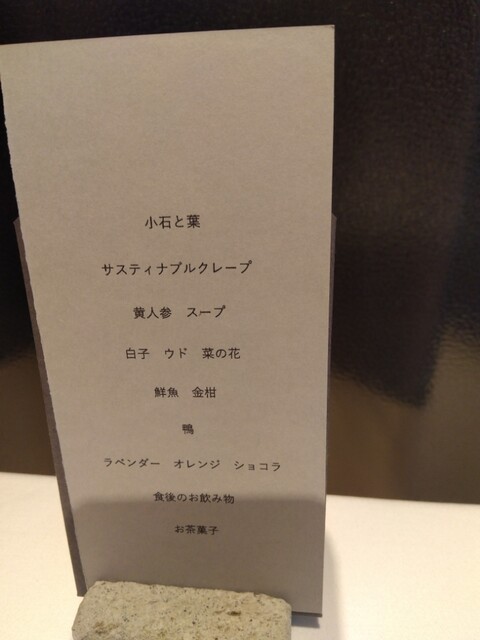 小石と葉
サスティナブルクレープ
黄人参　スープ
白子　ウド　菜の花
鮮魚　金柑
鴨
ラベンダー　オレンジ　ショコラ
食後のお飲み物
お茶菓子